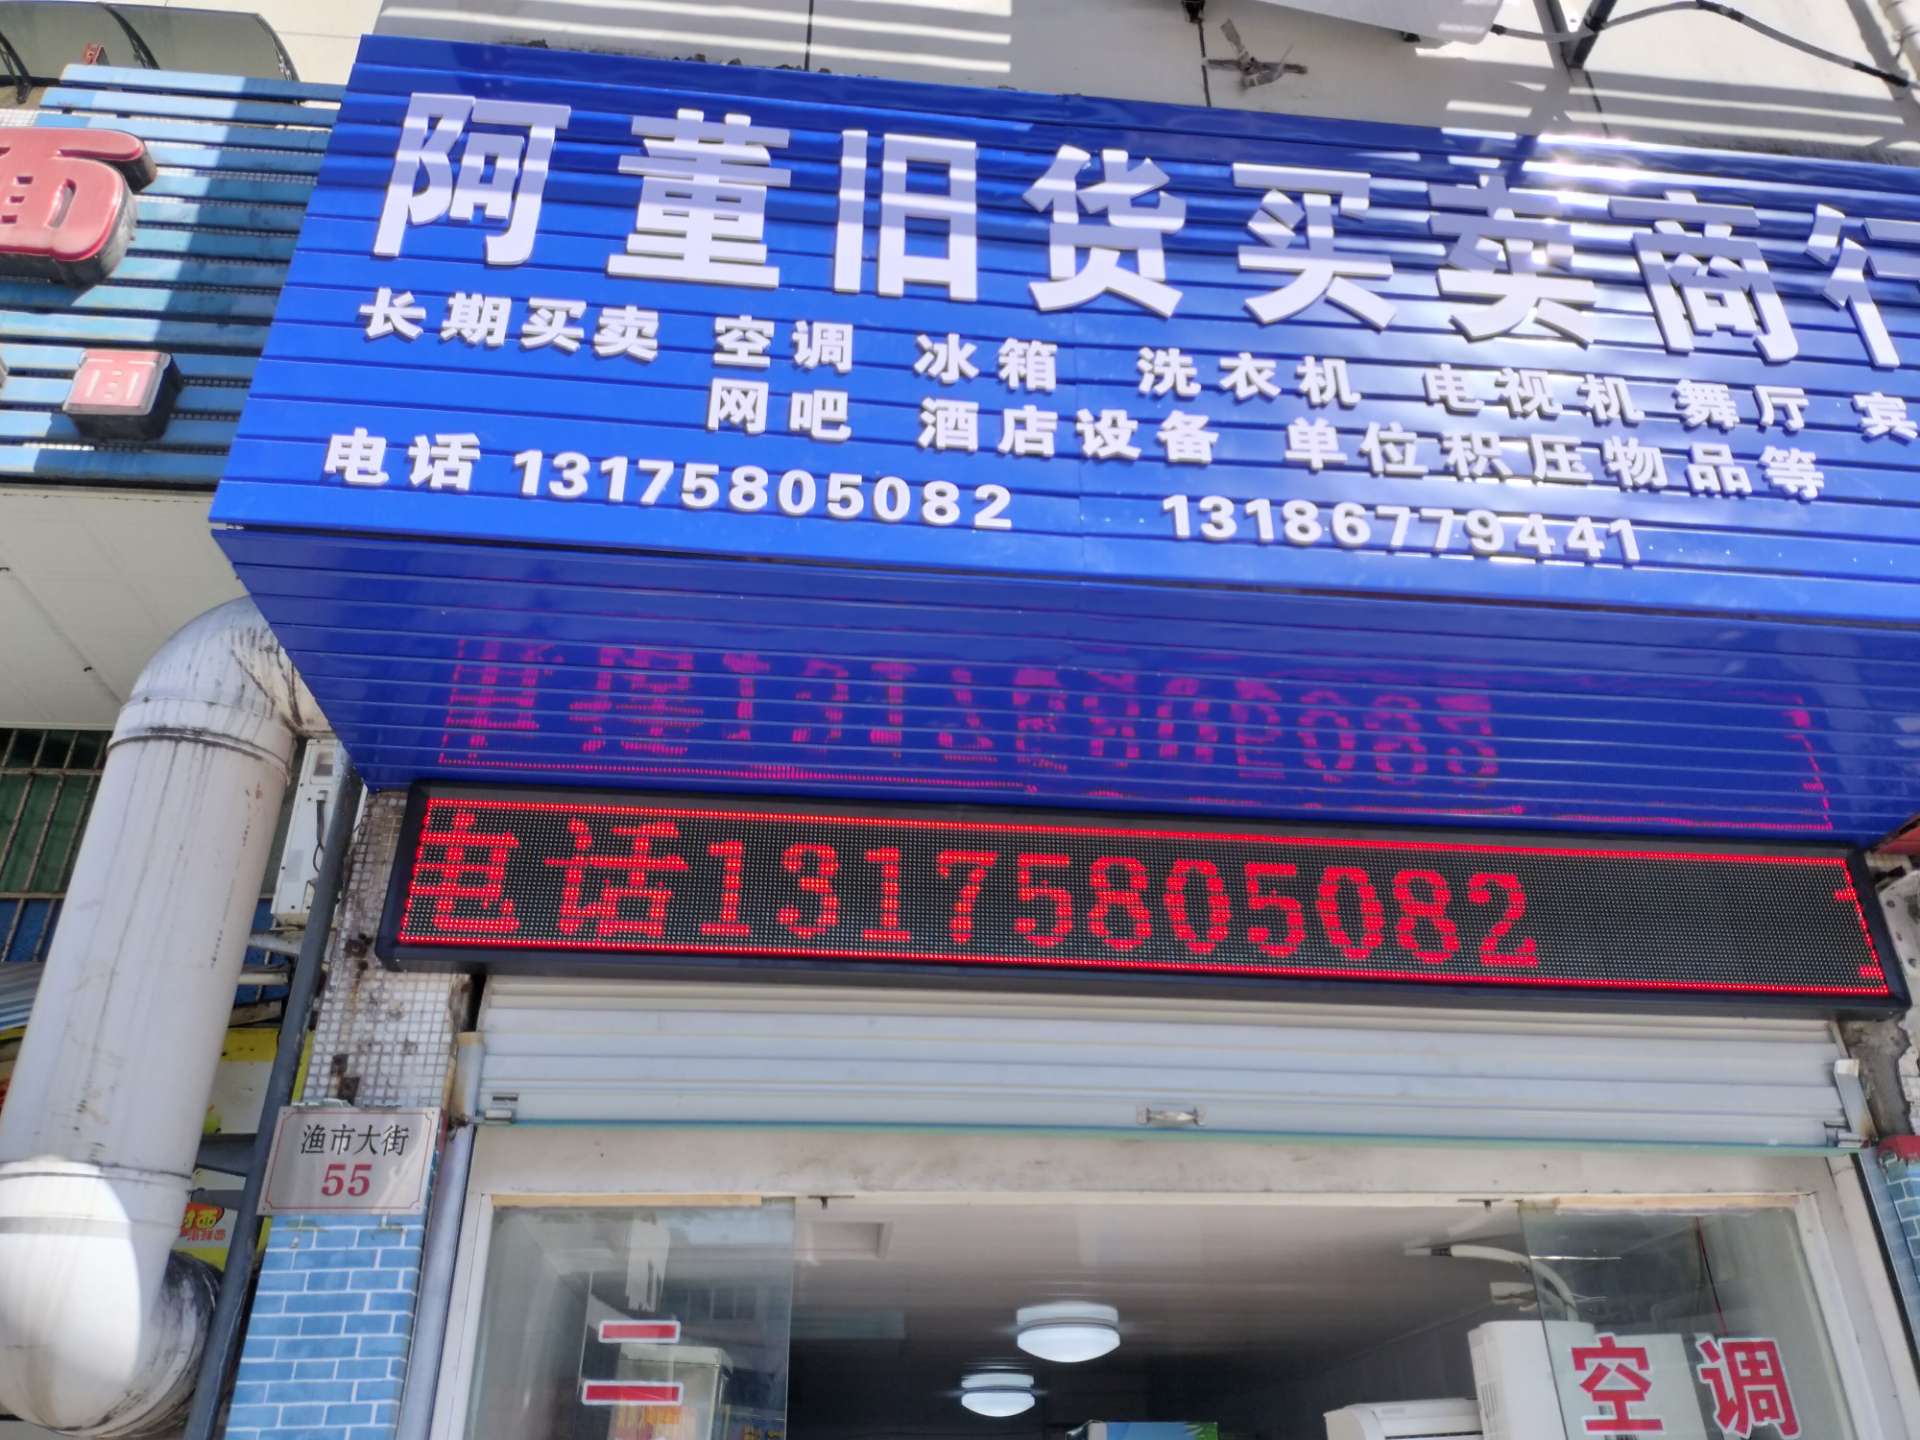 阿董旧货买卖商行
长期买卖 空调 冰箱 洗衣机 电视机 舞厅 宾
网吧 酒店设备 单位积压物品等
电话 13175805082 13186779441
电话13175805082
渔市大街
55
面
面
二
空调